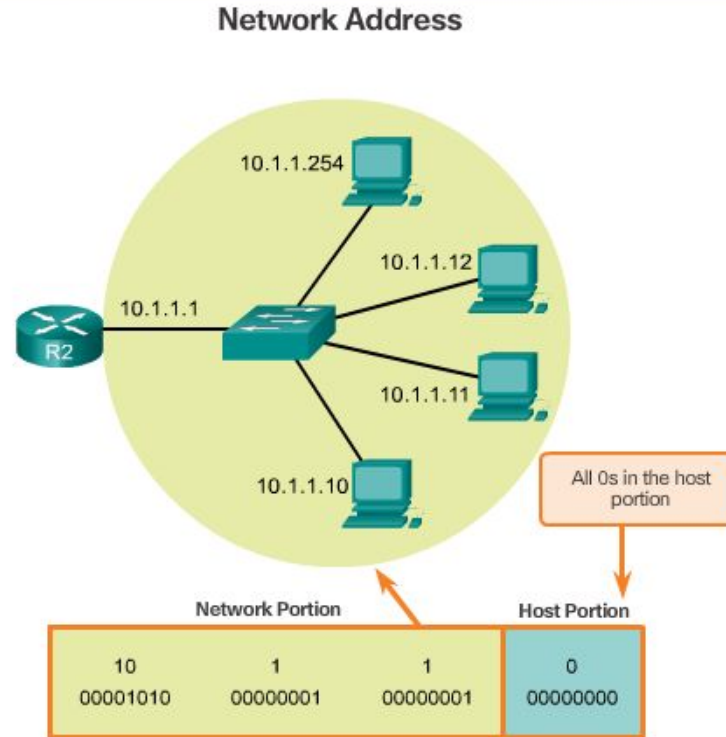 Network Address
10.1.1.254
10.1.1.12
10.1.1.1
R2
10.1.1.11
10.1.1.10
All 0s in the host
portion
Network Portion
Host Portion
10 1 1 0
00001010 00000001 00000001 00000000